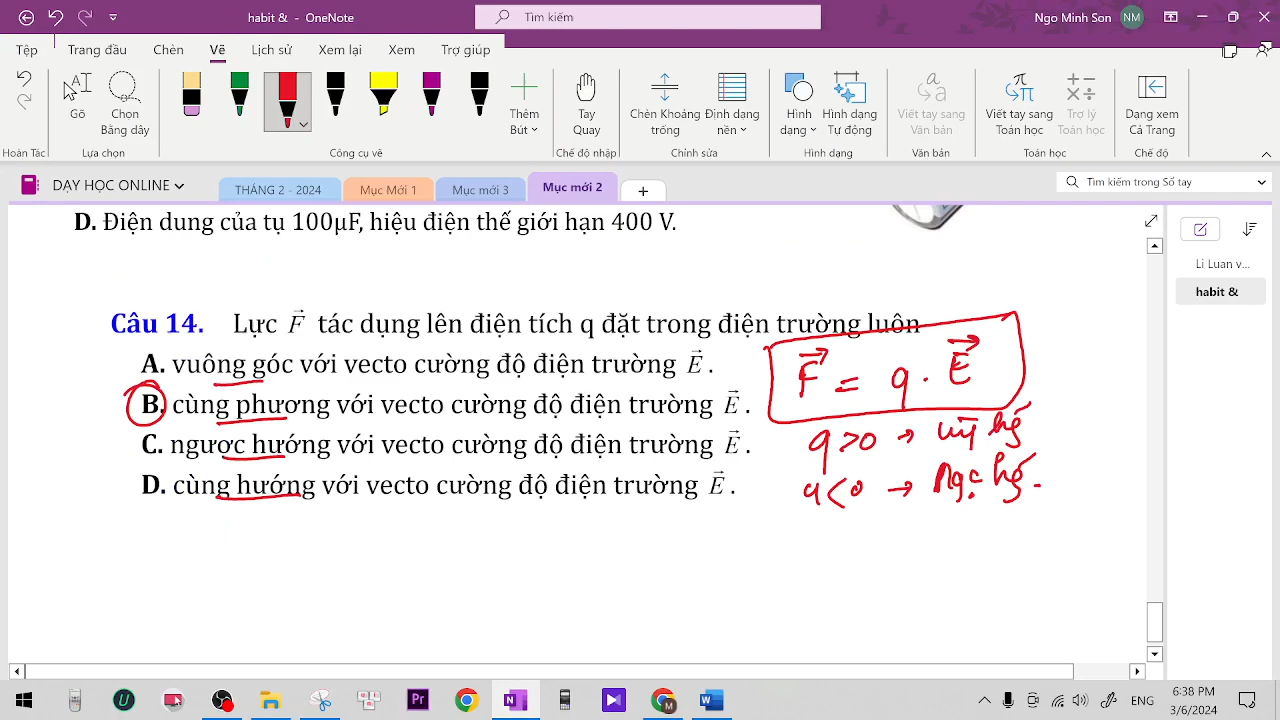 habit & - OneNote
Tìm kiếm
Ngo Minh Son NM
Tệp Trang đầu Chèn Vẽ Lịch sử Xem lại Xem Trợ giúp
Gõ
Chọn Bằng dây
Thêm Bút
Tay Quay
Chèn Khoảng trống
Định dạng nền
Hình dạng
Hình dạng Tự động
Viết tay sang Văn bản
Viết tay sang Toán học
Trợ lý Toán học
Dạng xem Cả Trang
Hoàn Tác Lựa chọn Công cụ vẽ Chế độ nhập Chỉnh sửa Hình dạng Văn bản Toán học Chế độ
DẠY HỌC ONLINE THÁNG 2 - 2024 Mục Mới 1 Mục mới 3 Mục mới 2 + Tìm kiếm trong Sổ tay
D. Điện dung của tụ 100μF, hiệu điện thế giới hạn 400 V.
Li Luan v...
habit &
Câu 14. Lực F⃗ tác dụng lên điện tích q đặt trong điện trường luôn
A. vuông góc với vecto cường độ điện trường E⃗ .
B. cùng phương với vecto cường độ điện trường E⃗ .
C. ngược hướng với vecto cường độ điện trường E⃗ .
D. cùng hướng với vecto cường độ điện trường E⃗ .
F⃗ = q . E⃗
q > 0 →
q < 0 →
ENG
6:38 PM
3/6/2024